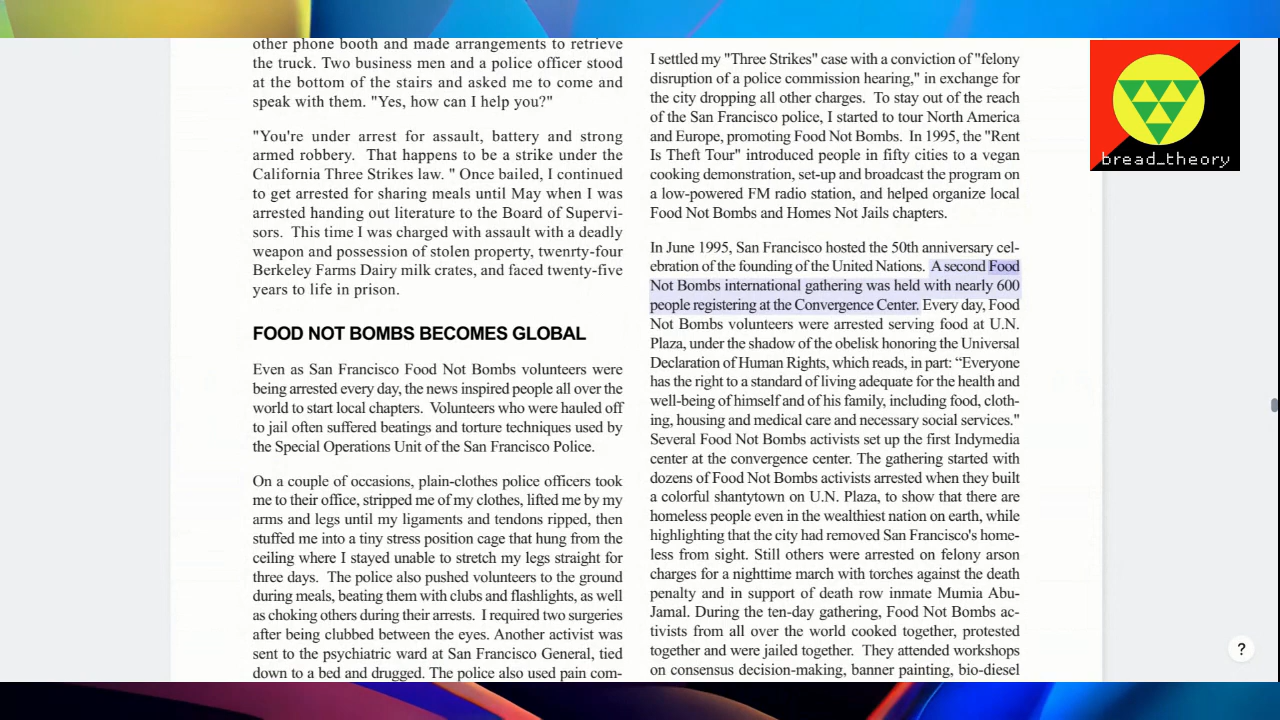 other phone booth and made arrangements to retrieve
the truck. Two business men and a police officer stood
at the bottom of the stairs and asked me to come and
speak with them. "Yes, how can I help you?"
"You're under arrest for assault, battery and strong
armed robbery. That happens to be a strike under the
California Three Strikes law. " Once bailed, I continued
to get arrested for sharing meals until May when I was
arrested handing out literature to the Board of Supervi-
sors. This time I was charged with assault with a deadly
weapon and possession of stolen property, twenrty-four
Berkeley Farms Dairy milk crates, and faced twenty-five
years to life in prison.
FOOD NOT BOMBS BECOMES GLOBAL
Even as San Francisco Food Not Bombs volunteers were
being arrested every day, the news inspired people all over the
world to start local chapters. Volunteers who were hauled off
to jail often suffered beatings and torture techniques used by
the Special Operations Unit of the San Francisco Police.
On a couple of occasions, plain-clothes police officers took
me to their office, stripped me of my clothes, lifted me by my
arms and legs until my ligaments and tendons ripped, then
stuffed me into a tiny stress position cage that hung from the
ceiling where I stayed unable to stretch my legs straight for
three days. The police also pushed volunteers to the ground
during meals, beating them with clubs and flashlights, as well
as choking others during their arrests. I required two surgeries
after being clubbed between the eyes. Another activist was
sent to the psychiatric ward at San Francisco General, tied
down to a bed and drugged. The police also used pain com-
I settled my "Three Strikes" case with a conviction of "felony
disruption of a police commission hearing," in exchange for
the city dropping all other charges. To stay out of the reach
of the San Francisco police, I started to tour North America
and Europe, promoting Food Not Bombs. In 1995, the "Rent
Is Theft Tour" introduced people in fifty cities to a vegan
cooking demonstration, set-up and broadcast the program on
a low-powered FM radio station, and helped organize local
Food Not Bombs and Homes Not Jails chapters.
In June 1995, San Francisco hosted the 50th anniversary cel-
ebration of the founding of the United Nations. A second Food
Not Bombs international gathering was held with nearly 600
people registering at the Convergence Center. Every day, Food
Not Bombs volunteers were arrested serving food at U.N.
Plaza, under the shadow of the obelisk honoring the Universal
Declaration of Human Rights, which reads, in part: “Everyone
has the right to a standard of living adequate for the health and
well-being of himself and of his family, including food, cloth-
ing, housing and medical care and necessary social services."
Several Food Not Bombs activists set up the first Indymedia
center at the convergence center. The gathering started with
dozens of Food Not Bombs activists arrested when they built
a colorful shantytown on U.N. Plaza, to show that there are
homeless people even in the wealthiest nation on earth, while
highlighting that the city had removed San Francisco's home-
less from sight. Still others were arrested on felony arson
charges for a nighttime march with torches against the death
penalty and in support of death row inmate Mumia Abu-
Jamal. During the ten-day gathering, Food Not Bombs ac-
tivists from all over the world cooked together, protested
together and were jailed together. They attended workshops
on consensus decision-making, banner painting, bio-diesel
bread_theory
?